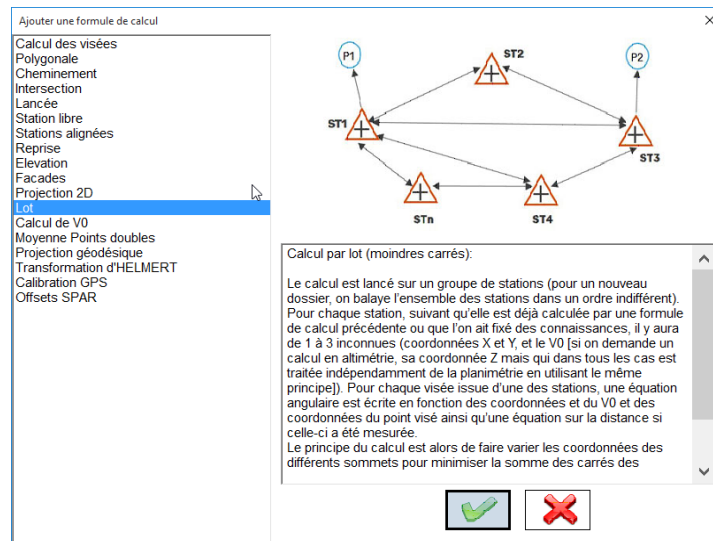 Ajouter une formule de calcul
Calcul des visées
Polygonale
Cheminement
Intersection
Lancée
Station libre
Stations alignées
Reprise
Elevation
Facades
Projection 2D
Lot
Calcul de V0
Moyenne Points doubles
Projection géodésique
Transformation d'HELMERT
Calibration GPS
Offsets SPAR
P1
ST2
P2
ST1
ST3
STn
ST4
Calcul par lot (moindres carrés):
Le calcul est lancé sur un groupe de stations (pour un nouveau
dossier, on balaye l'ensemble des stations dans un ordre indifférent).
Pour chaque station, suivant qu'elle est déjà calculée par une formule
de calcul précédente ou que l'on ait fixé des connaissances, il y aura
de 1 à 3 inconnues (coordonnées X et Y, et le V0 [si on demande un
calcul en altimétrie, sa coordonnée Z mais qui dans tous les cas est
traitée indépendamment de la planimétrie en utilisant le même
principe]). Pour chaque visée issue d'une des stations, une équation
angulaire est écrite en fonction des coordonnées et du V0 et des
coordonnées du point visé ainsi qu'une équation sur la distance si
celle-ci a été mesurée.
Le principe du calcul est alors de faire varier les coordonnées des
différents sommets pour minimiser la somme des carrés des